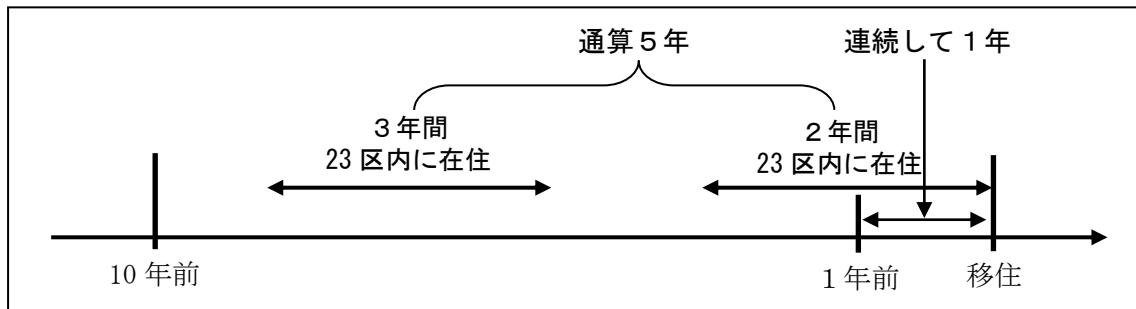 通算５年
連続して１年
３年間
23 区内に在住
２年間
23 区内に在住
10 年前
１年前
移住